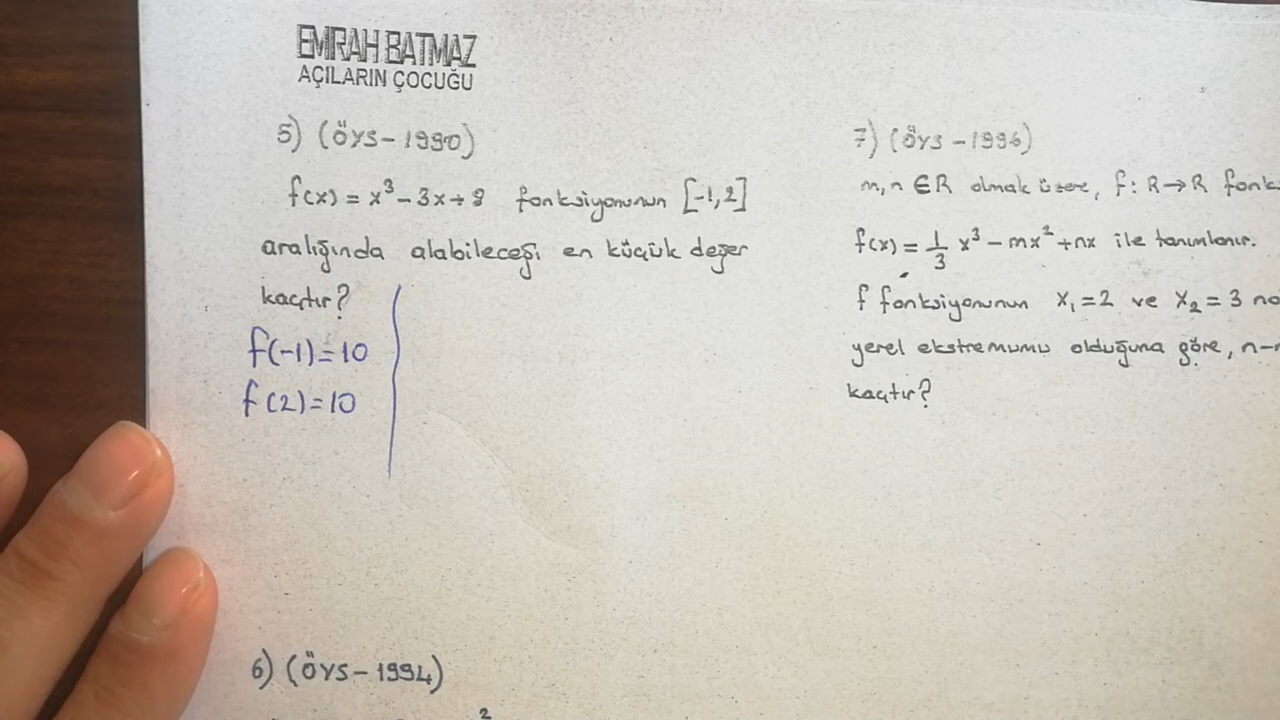 EMRAH BATMAZ
AÇILARIN ÇOCUĞU
5) (ÖYS-1990)
f(x) = x³ - 3x + 8 fonksiyonunun [-1,2]
aralığında alabileceği en küçük değer
kaçtır?
f(-1)=10
f(2)=10
6) (ÖYS-1994)
2
7) (ÖYS-1996)
m,n ∈ R olmak üzere, f: R→R
f(x) = 1/3 x³ - mx² + nx ile tanımlanır.
f fonksiyonunun x₁=2 ve x₂=3
yerel ekstremumu olduğuna göre, n-
kaçtır?